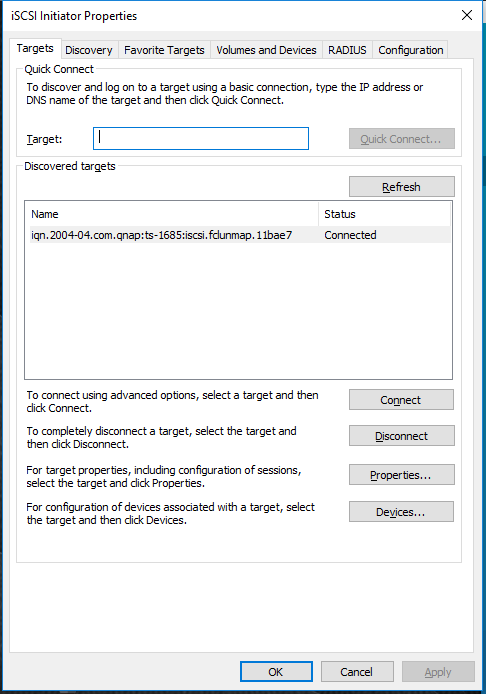 iSCSI Initiator Properties
Targets Discovery Favorite Targets Volumes and Devices RADIUS Configuration
Quick Connect
To discover and log on to a target using a basic connection, type the IP address or
DNS name of the target and then click Quick Connect.
Target: Quick Connect...
Discovered targets
Refresh
Name Status
iqn.2004-04.com.qnap:ts-1685:iscsi.fclunmap.11bae7 Connected
To connect using advanced options, select a target and then
click Connect.
Connect
To completely disconnect a target, select the target and
then click Disconnect.
Disconnect
For target properties, including configuration of sessions,
select the target and click Properties.
Properties...
For configuration of devices associated with a target, select
the target and then click Devices.
Devices...
OK Cancel Apply